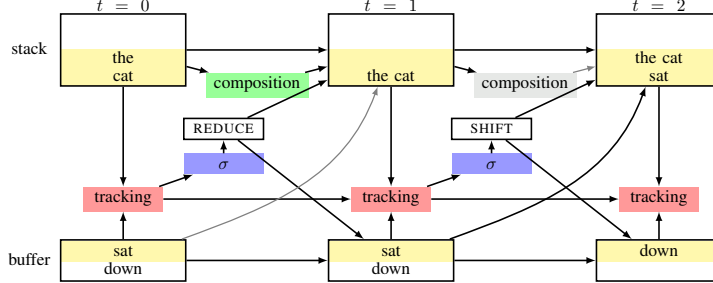 t = 0 t = 1 t = 2
stack
the
cat
the cat
the cat
sat
composition composition
REDUCE SHIFT
σ σ
tracking tracking tracking
buffer
sat
down
sat
down
down